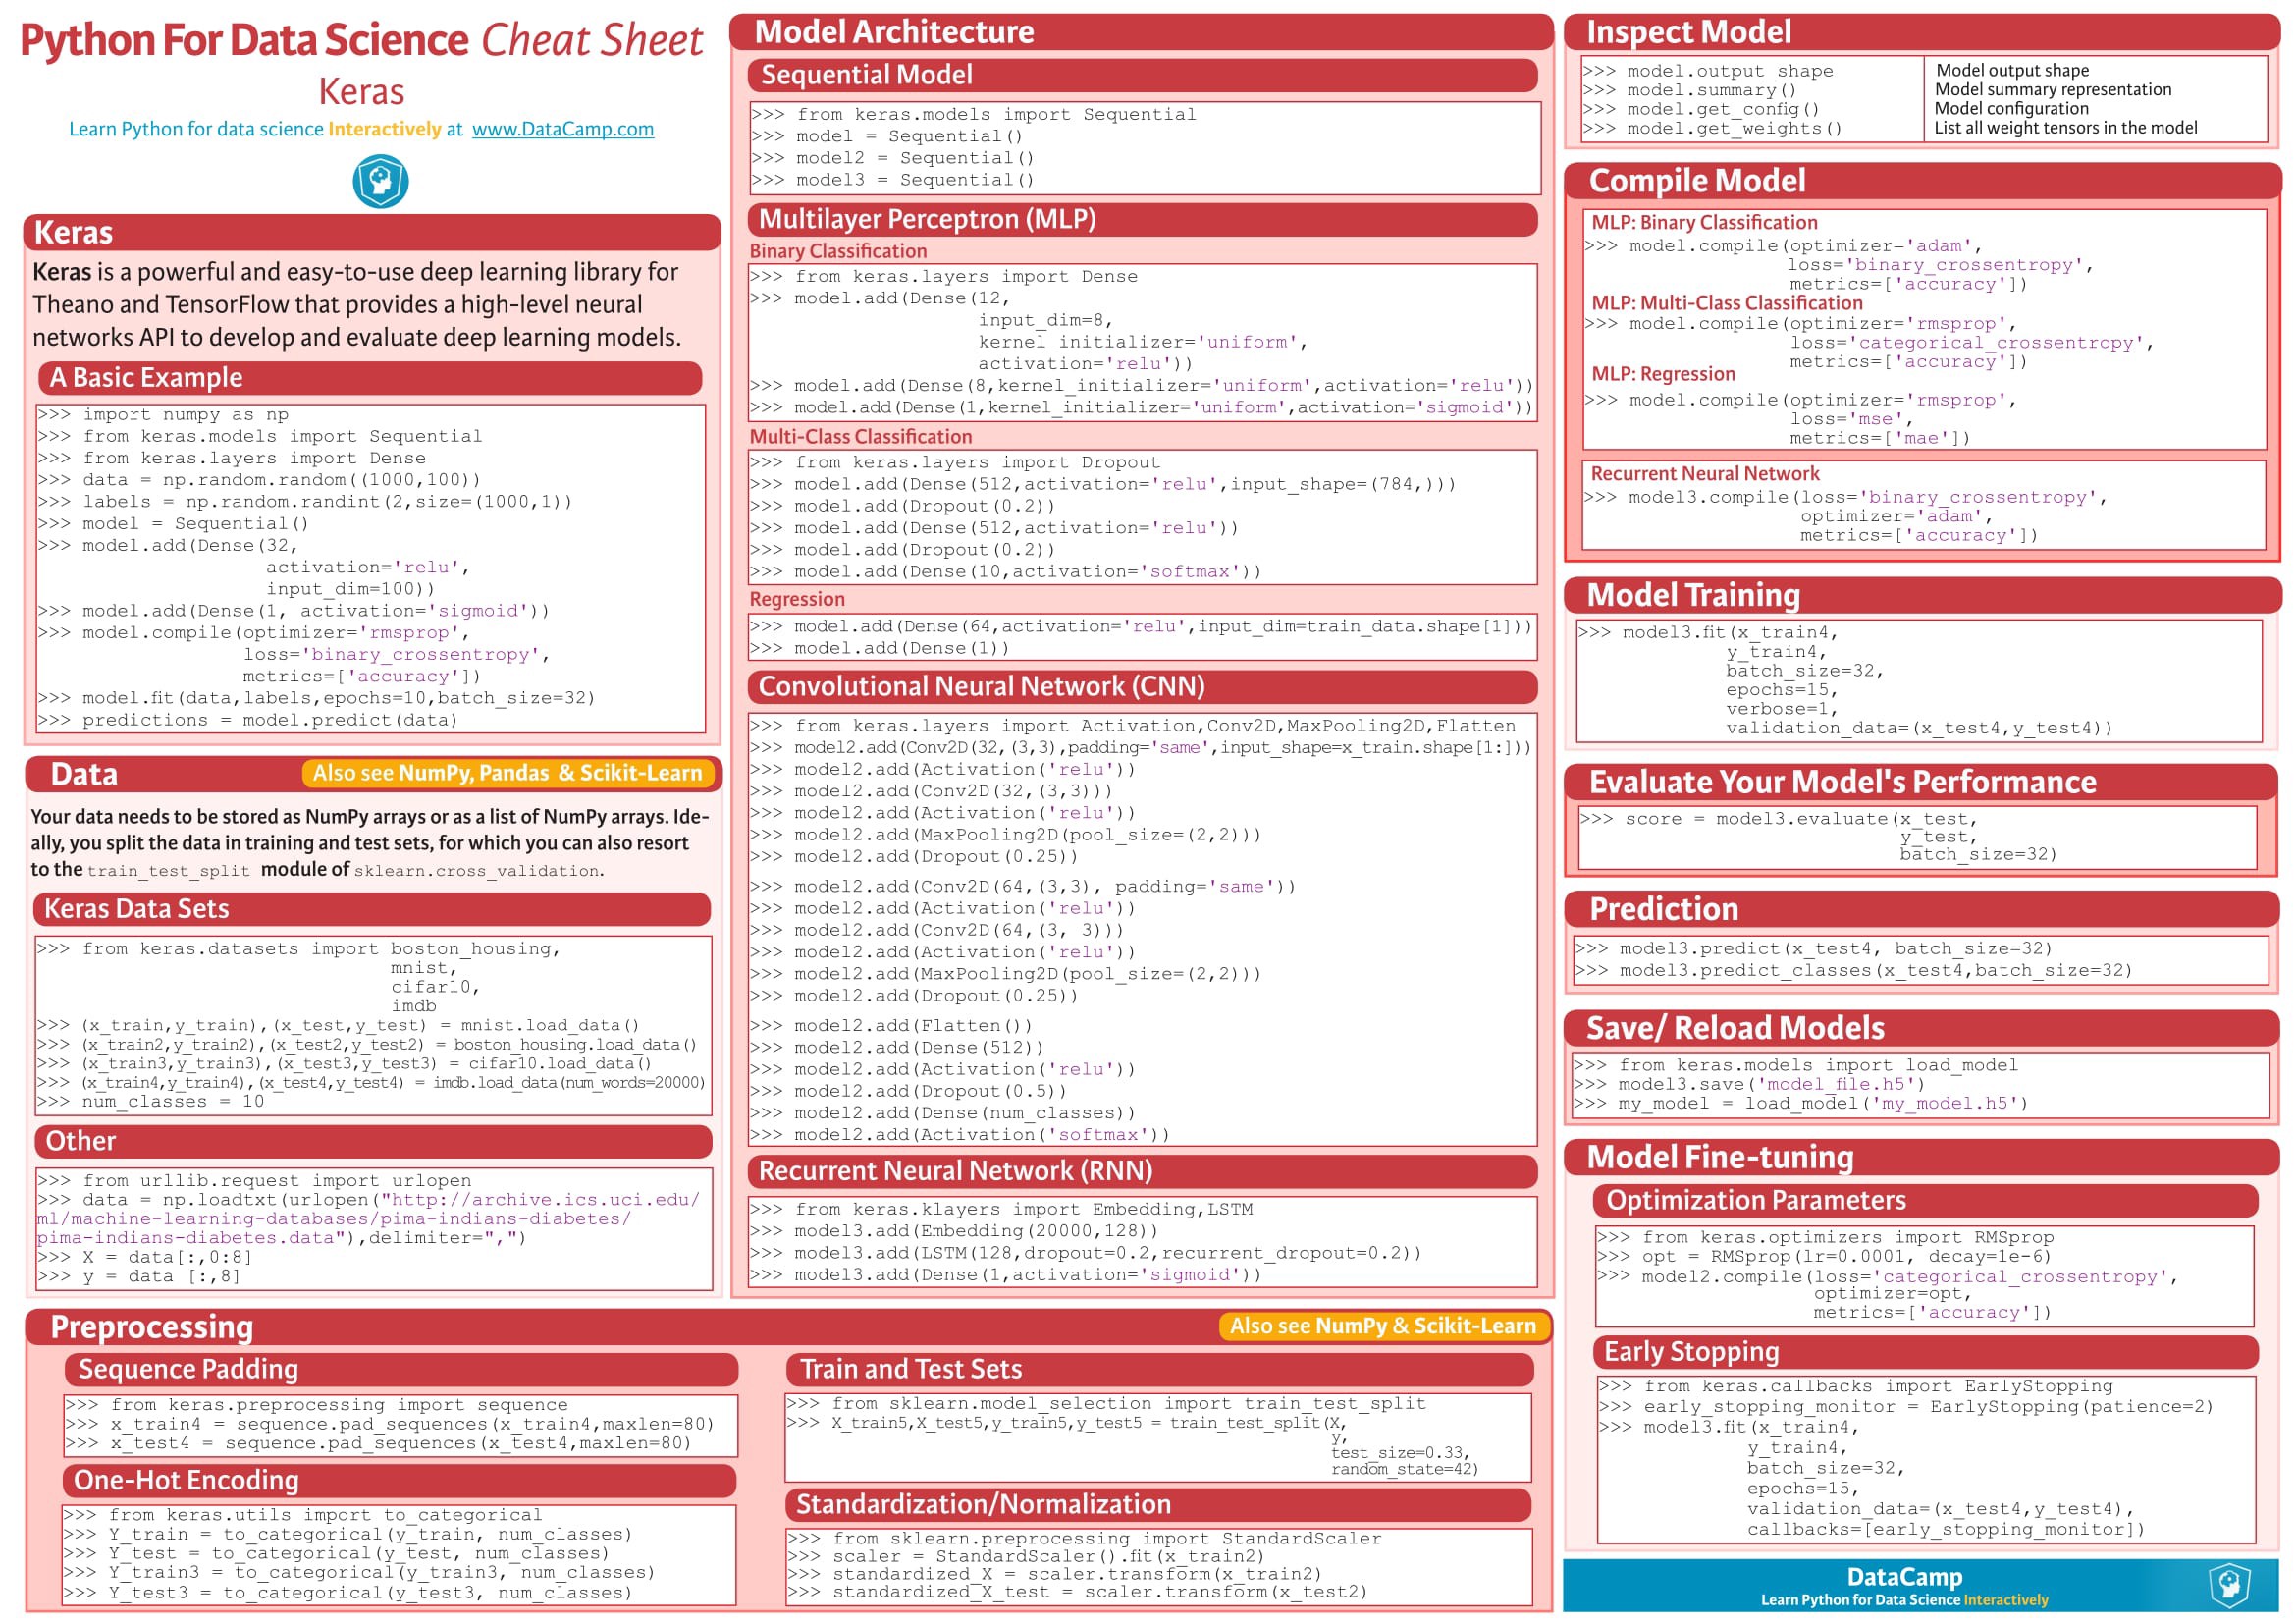 Python For Data Science Cheat Sheet
Keras
Learn Python for data science Interactively at www.DataCamp.com
Keras
Keras is a powerful and easy-to-use deep learning library for
Theano and TensorFlow that provides a high-level neural
networks API to develop and evaluate deep learning models.
A Basic Example
>>> import numpy as np
>>> from keras.models import Sequential
>>> from keras.layers import Dense
>>> data = np.random.random((1000,100))
>>> labels = np.random.randint(2,size=(1000,1))
>>> model = Sequential()
>>> model.add(Dense(32,
activation='relu',
input_dim=100))
>>> model.add(Dense(1, activation='sigmoid'))
>>> model.compile(optimizer='rmsprop',
loss='binary_crossentropy',
metrics=['accuracy'])
>>> model.fit(data,labels,epochs=10,batch_size=32)
>>> predictions = model.predict(data)
Data
Also see NumPy, Pandas & Scikit-Learn
Your data needs to be stored as NumPy arrays or as a list of NumPy arrays. Ide-
ally, you split the data in training and test sets, for which you can also resort
to the train_test_split module of sklearn.cross_validation.
Keras Data Sets
>>> from keras.datasets import boston_housing,
mnist,
cifar10,
imdb
>>> (x_train,y_train),(x_test,y_test) = mnist.load_data()
>>> (x_train2,y_train2),(x_test2,y_test2) = boston_housing.load_data()
>>> (x_train3,y_train3),(x_test3,y_test3) = cifar10.load_data()
>>> (x_train4,y_train4),(x_test4,y_test4) = imdb.load_data(num_words=20000)
>>> num_classes = 10
Other
>>> from urllib.request import urlopen
>>> data = np.loadtxt(urlopen("http://archive.ics.uci.edu/
ml/machine-learning-databases/pima-indians-diabetes/
pima-indians-diabetes.data"),delimiter=",")
>>> X = data[:,0:8]
>>> y = data [:,8]
Model Architecture
Sequential Model
>>> from keras.models import Sequential
>>> model = Sequential()
>>> model2 = Sequential()
>>> model3 = Sequential()
Multilayer Perceptron (MLP)
Binary Classification
>>> from keras.layers import Dense
>>> model.add(Dense(12,
input_dim=8,
kernel_initializer='uniform',
activation='relu'))
>>> model.add(Dense(8,kernel_initializer='uniform',activation='relu'))
>>> model.add(Dense(1,kernel_initializer='uniform',activation='sigmoid'))
Multi-Class Classification
>>> from keras.layers import Dropout
>>> model.add(Dense(512,activation='relu',input_shape=(784,)))
>>> model.add(Dropout(0.2))
>>> model.add(Dense(512,activation='relu'))
>>> model.add(Dropout(0.2))
>>> model.add(Dense(10,activation='softmax'))
Regression
>>> model.add(Dense(64,activation='relu',input_dim=train_data.shape[1]))
>>> model.add(Dense(1))
Convolutional Neural Network (CNN)
>>> from keras.layers import Activation,Conv2D,MaxPooling2D,Flatten
>>> model2.add(Conv2D(32,(3,3),padding='same',input_shape=x_train.shape[1:]))
>>> model2.add(Activation('relu'))
>>> model2.add(Conv2D(32,(3,3)))
>>> model2.add(Activation('relu'))
>>> model2.add(MaxPooling2D(pool_size=(2,2)))
>>> model2.add(Dropout(0.25))
>>> model2.add(Conv2D(64,(3,3), padding='same'))
>>> model2.add(Activation('relu'))
>>> model2.add(Conv2D(64,(3, 3)))
>>> model2.add(Activation('relu'))
>>> model2.add(MaxPooling2D(pool_size=(2,2)))
>>> model2.add(Dropout(0.25))
>>> model2.add(Flatten())
>>> model2.add(Dense(512))
>>> model2.add(Activation('relu'))
>>> model2.add(Dropout(0.5))
>>> model2.add(Dense(num_classes))
>>> model2.add(Activation('softmax'))
Recurrent Neural Network (RNN)
>>> from keras.klayers import Embedding,LSTM
>>> model3.add(Embedding(20000,128))
>>> model3.add(LSTM(128,dropout=0.2,recurrent_dropout=0.2))
>>> model3.add(Dense(1,activation='sigmoid'))
Preprocessing
Also see NumPy & Scikit-Learn
Sequence Padding
>>> from keras.preprocessing import sequence
>>> x_train4 = sequence.pad_sequences(x_train4,maxlen=80)
>>> x_test4 = sequence.pad_sequences(x_test4,maxlen=80)
One-Hot Encoding
>>> from keras.utils import to_categorical
>>> Y_train = to_categorical(y_train, num_classes)
>>> Y_test = to_categorical(y_test, num_classes)
>>> Y_train3 = to_categorical(y_train3, num_classes)
>>> Y_test3 = to_categorical(y_test3, num_classes)
Train and Test Sets
>>> from sklearn.model_selection import train_test_split
>>> X_train5,X_test5,y_train5,y_test5 = train_test_split(X,
y,
test_size=0.33,
random_state=42)
Standardization/Normalization
>>> from sklearn.preprocessing import StandardScaler
>>> scaler = StandardScaler().fit(x_train2)
>>> standardized_X = scaler.transform(x_train2)
>>> standardized_X_test = scaler.transform(x_test2)
Inspect Model
>>> model.output_shape Model output shape
>>> model.summary() Model summary representation
>>> model.get_config() Model configuration
>>> model.get_weights() List all weight tensors in the model
Compile Model
MLP: Binary Classification
>>> model.compile(optimizer='adam',
loss='binary_crossentropy',
metrics=['accuracy'])
MLP: Multi-Class Classification
>>> model.compile(optimizer='rmsprop',
loss='categorical_crossentropy',
metrics=['accuracy'])
MLP: Regression
>>> model.compile(optimizer='rmsprop',
loss='mse',
metrics=['mae'])
Recurrent Neural Network
>>> model3.compile(loss='binary_crossentropy',
optimizer='adam',
metrics=['accuracy'])
Model Training
>>> model3.fit(x_train4,
y_train4,
batch_size=32,
epochs=15,
verbose=1,
validation_data=(x_test4,y_test4))
Evaluate Your Model's Performance
>>> score = model3.evaluate(x_test,
y_test,
batch_size=32)
Prediction
>>> model3.predict(x_test4, batch_size=32)
>>> model3.predict_classes(x_test4,batch_size=32)
Save/ Reload Models
>>> from keras.models import load_model
>>> model3.save('model_file.h5')
>>> my_model = load_model('my_model.h5')
Model Fine-tuning
Optimization Parameters
>>> from keras.optimizers import RMSprop
>>> opt = RMSprop(lr=0.0001, decay=1e-6)
>>> model2.compile(loss='categorical_crossentropy',
optimizer=opt,
metrics=['accuracy'])
Early Stopping
>>> from keras.callbacks import EarlyStopping
>>> early_stopping_monitor = EarlyStopping(patience=2)
>>> model3.fit(x_train4,
y_train4,
batch_size=32,
epochs=15,
validation_data=(x_test4,y_test4),
callbacks=[early_stopping_monitor])
DataCamp
Learn Python for Data Science Interactively